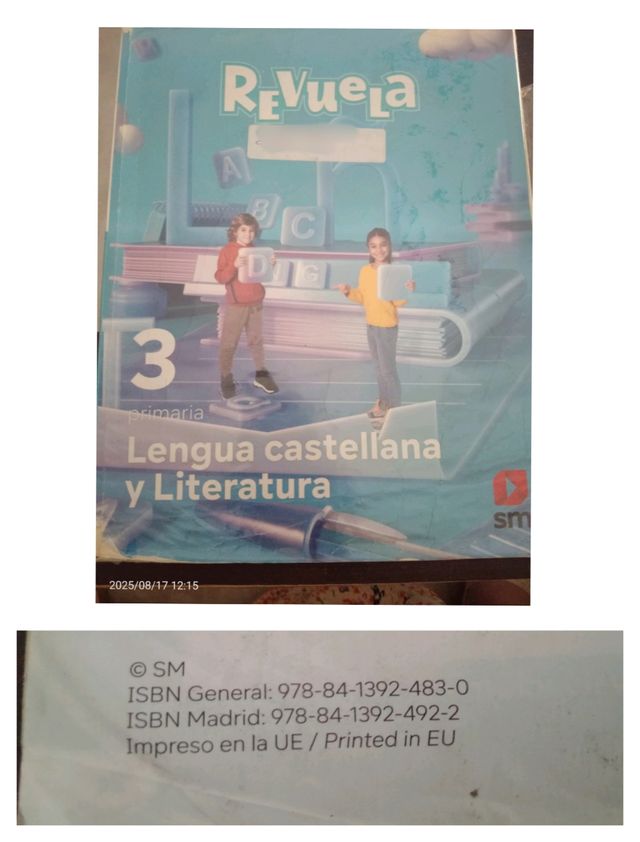 REVUELA
A
B
C
D
G
3
primaria
Lengua castellana
y Literatura
sm
2025/08/17 12:15
© SM
ISBN General: 978-84-1392-483-0
ISBN Madrid: 978-84-1392-492-2
Impreso en la UE / Printed in EU